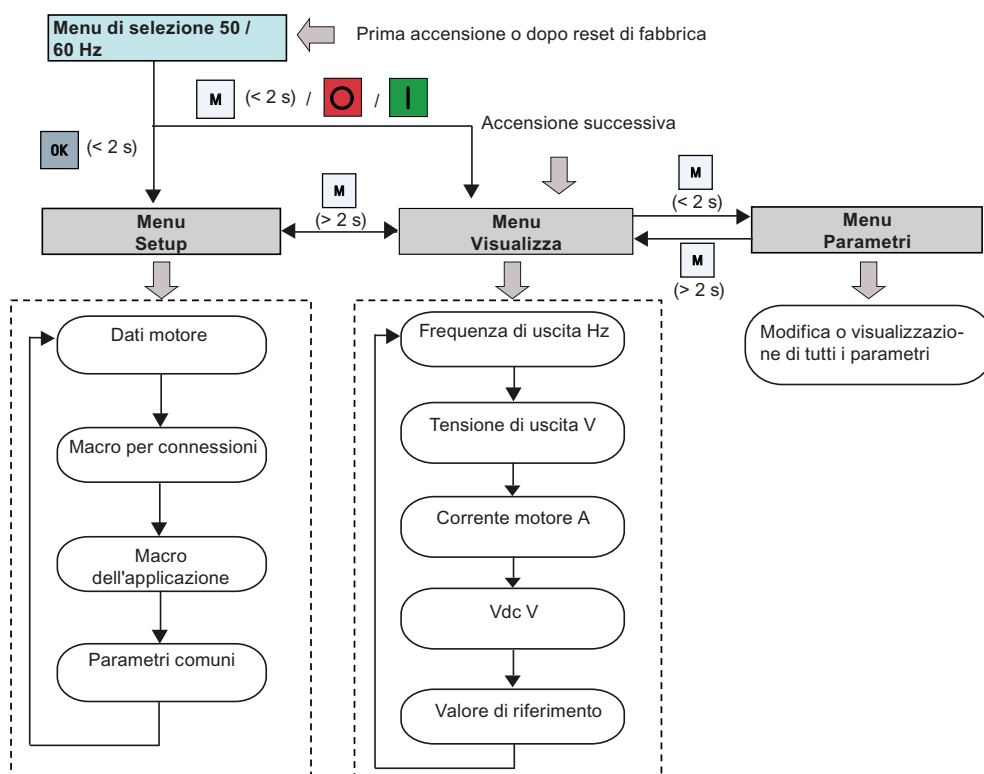 Menu di selezione 50 /
60 Hz
Prima accensione o dopo reset di fabbrica
M (< 2 s) / /
Accensione successiva
OK (< 2 s)
M
(> 2 s)
M
(< 2 s)
Menu
Setup
Menu
Visualizza
Menu
Parametri
M
(> 2 s)
Dati motore
Macro per connessioni
Macro
dell'applicazione
Parametri comuni
Frequenza di uscita Hz
Tensione di uscita V
Corrente motore A
Vdc V
Valore di riferimento
Modifica o visualizzazio-
ne di tutti i parametri